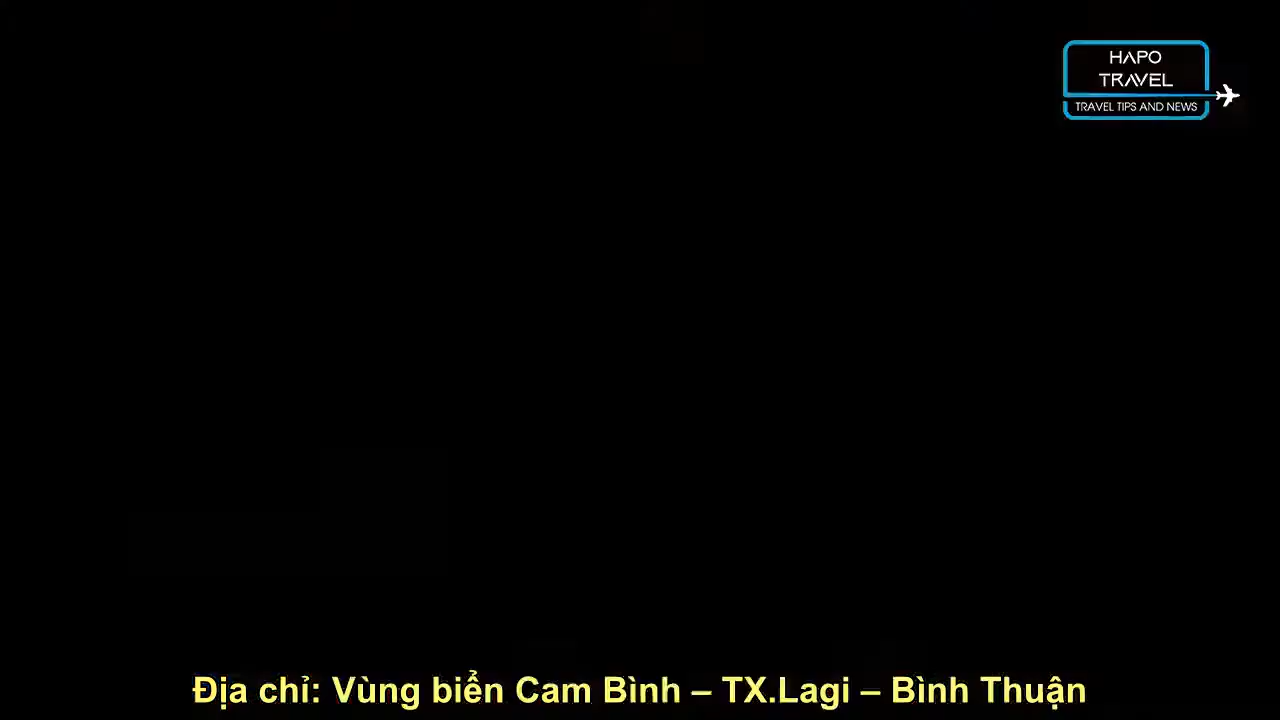 HAPO
TRAVEL
TRAVEL TIPS AND NEWS
Địa chỉ: Vùng biển Cam Bình – TX.Lagi – Bình Thuận